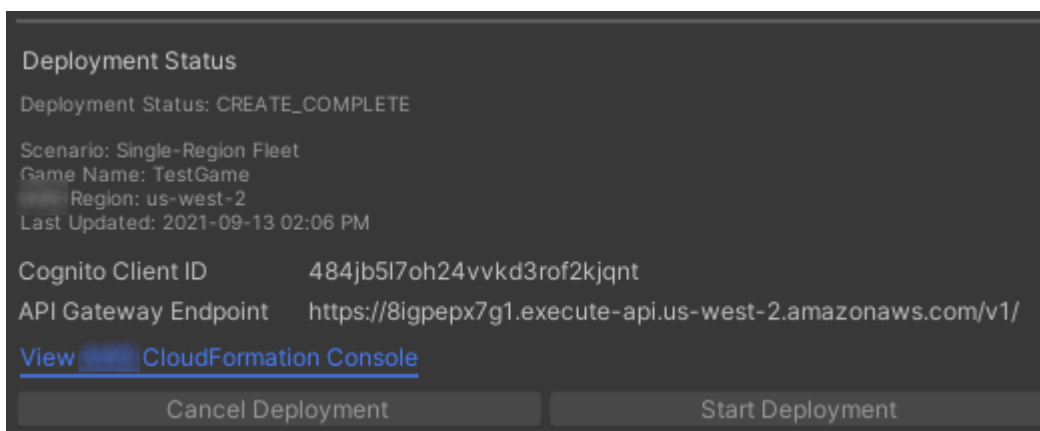 Deployment Status
Deployment Status: CREATE_COMPLETE
Scenario: Single-Region Fleet
Game Name: TestGame
Region: us-west-2
Last Updated: 2021-09-13 02:06 PM
Cognito Client ID 484jb5l7oh24vvkd3rof2kjqnt
API Gateway Endpoint https://8igpepx7g1.execute-api.us-west-2.amazonaws.com/v1/
View CloudFormation Console
Cancel Deployment Start Deployment